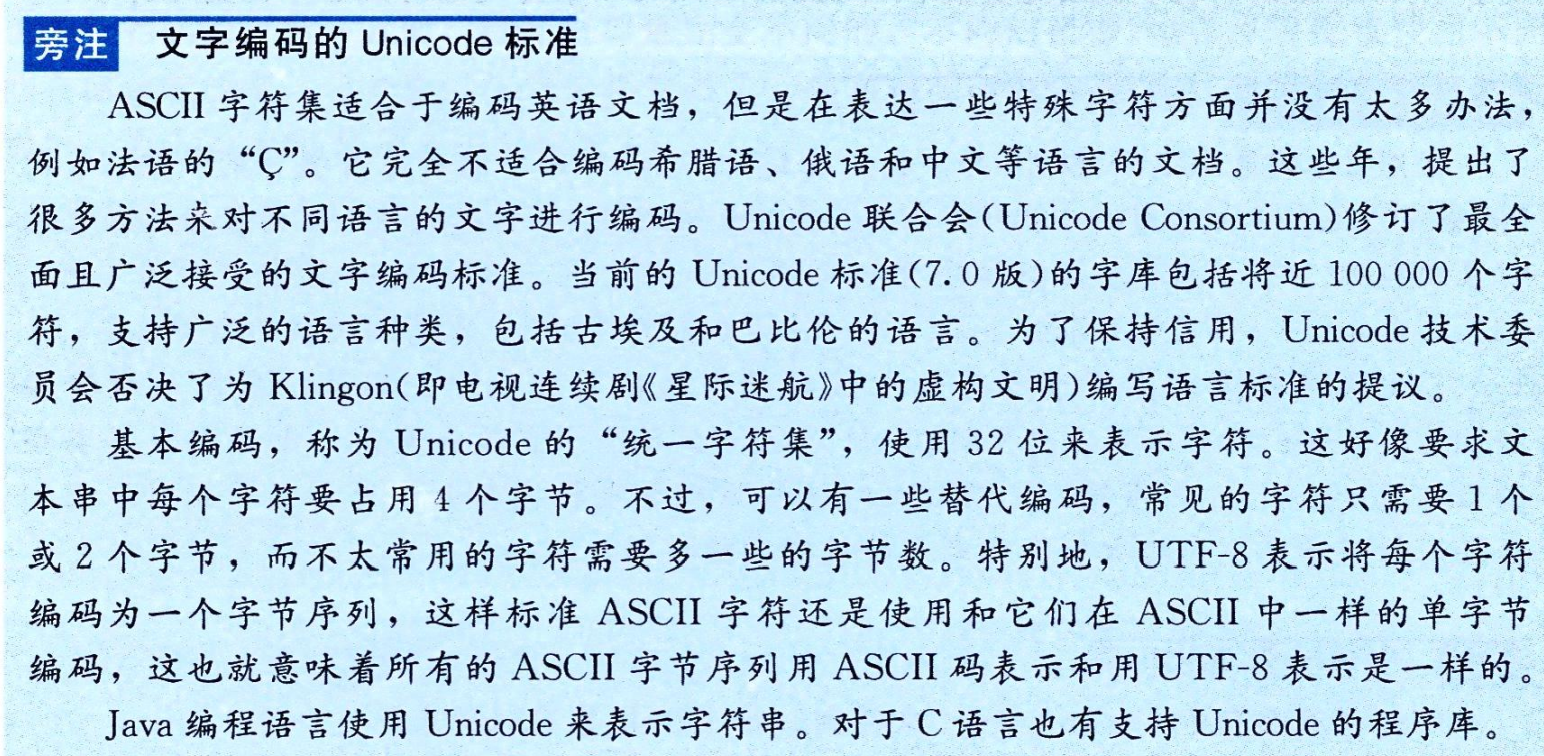 旁注 文字编码的 Unicode 标准
ASCII 字符集适合于编码英语文档，但是在表达一些特殊字符方面并没有太多办法，
例如法语的“Ç”。它完全不适合编码希腊语、俄语和中文等语言的文档。这些年，提出了
很多方法来对不同语言的文字进行编码。Unicode 联合会(Unicode Consortium)修订了最全
面且广泛接受的文字编码标准。当前的 Unicode 标准(7.0 版)的字库包括将近 100 000 个字
符，支持广泛的语言种类，包括古埃及和巴比伦的语言。为了保持信用，Unicode 技术委
员会否决了为 Klingon(即电视连续剧《星际迷航》中的虚构文明)编写语言标准的提议。
基本编码，称为 Unicode 的“统一字符集”，使用 32 位来表示字符。这好像要求文
本串中每个字符要占用 4 个字节。不过，可以有一些替代编码，常见的字符只需要 1 个
或 2 个字节，而不太常用的字符需要多一些的字节数。特别地，UTF-8 表示将每个字符
编码为一个字节序列，这样标准 ASCII 字符还是使用和它们在 ASCII 中一样的单字节
编码，这也就意味着所有的 ASCII 字节序列用 ASCII 码表示和用 UTF-8 表示是一样的。
Java 编程语言使用 Unicode 来表示字符串。对于 C 语言也有支持 Unicode 的程序库。